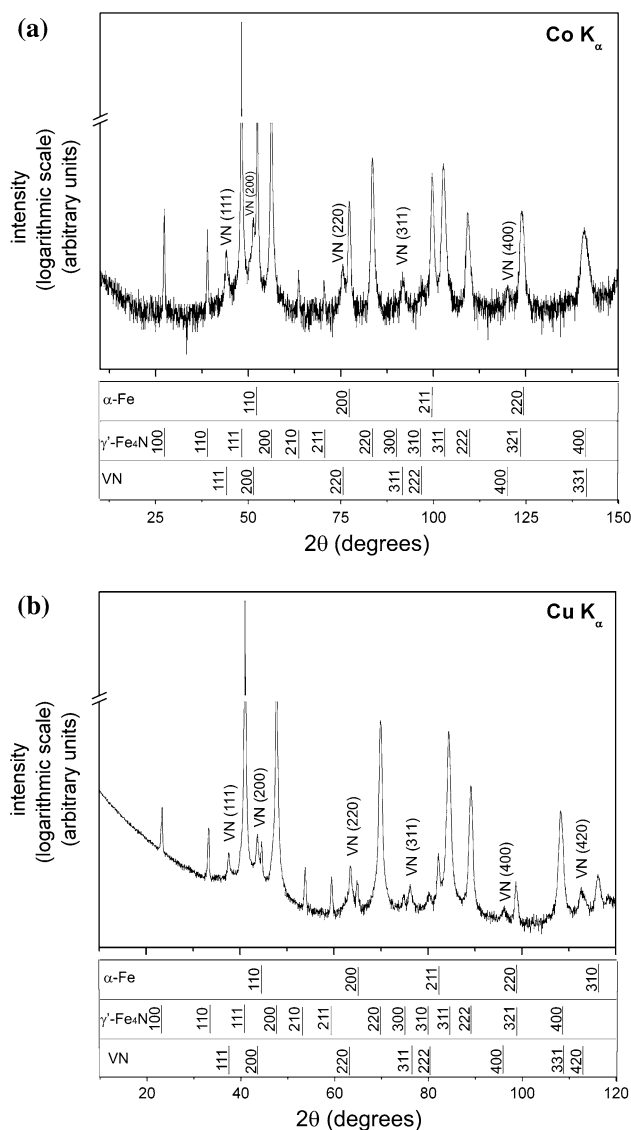 (a)
Co Kα
intensity
(logarithmic scale)
(arbitrary units)
VN (111)
VN (200)
VN (220)
VN (311)
VN (400)
α-Fe
110 200 211 220
γ'-Fe4N
100 110 111 200 210 211 220 300 310 311 222 321 400
VN
111 200 220 311 222 400 331
25 50 75 100 125 150
2θ (degrees)
(b)
Cu Kα
intensity
(logarithmic scale)
(arbitrary units)
VN (111)
VN (200)
VN (220)
VN (311)
VN (400)
VN (420)
α-Fe
110 200 211 220 310
γ'-Fe4N
100 110 111 200 210 211 220 300 310 311 222 321 400
VN
111 200 220 311 222 400 331 420
20 40 60 80 100 120
2θ (degrees)